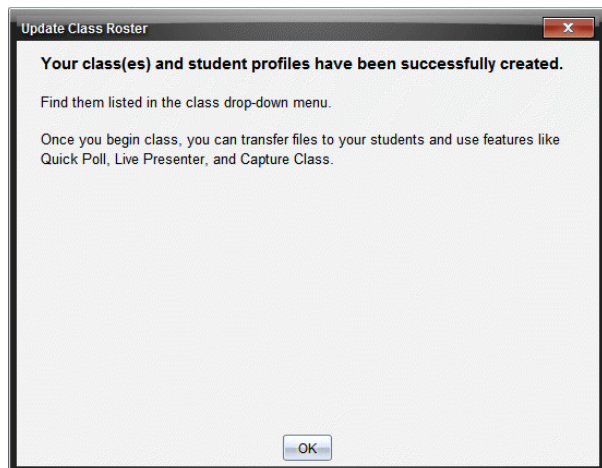 Update Class Roster
X
Your class(es) and student profiles have been successfully created.
Find them listed in the class drop-down menu.
Once you begin class, you can transfer files to your students and use features like
Quick Poll, Live Presenter, and Capture Class.
OK